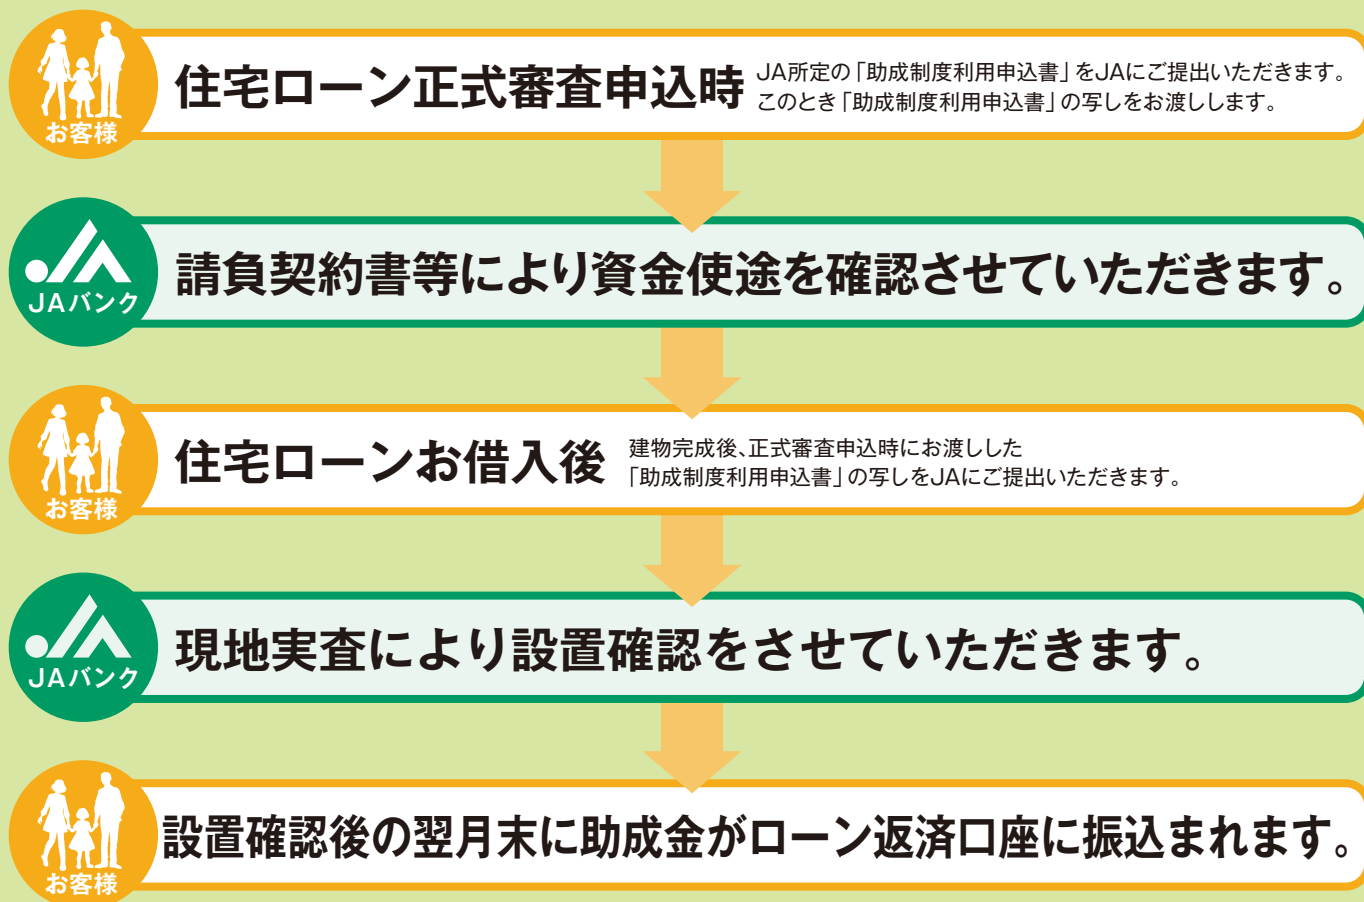 お客様
住宅ローン正式審査申込時
JA所定の「助成制度利用申込書」をJAにご提出いただきます。
このとき「助成制度利用申込書」の写しをお渡しします。
JAバンク
請負契約書等により資金使途を確認させていただきます。
お客様
住宅ローンお借入後
建物完成後、正式審査申込時にお渡しした
「助成制度利用申込書」の写しをJAにご提出いただきます。
JAバンク
現地実査により設置確認をさせていただきます。
お客様
設置確認後の翌月末に助成金がローン返済口座に振込まれます。